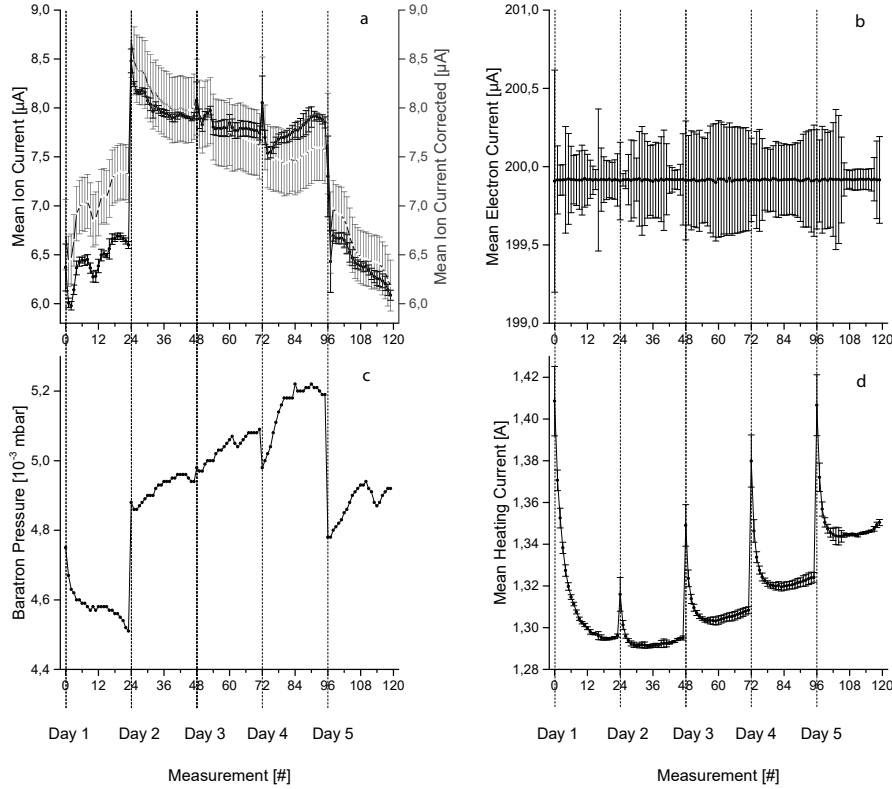 a
9,0
8,5
8,0
7,5
7,0
6,5
6,0
9,0
8,5
8,0
7,5
7,0
6,5
6,0
Mean Ion Current [µA]
Mean Ion Current Corrected [µA]
0 12 24 36 48 60 72 84 96 108 120
b
201,0
200,5
200,0
199,5
199,0
Mean Electron Current [µA]
0 12 24 36 48 60 72 84 96 108 120
c
5,2
5,0
4,8
4,6
4,4
Baratron Pressure [10⁻³ mbar]
0 12 24 36 48 60 72 84 96 108 120
Day 1 Day 2 Day 3 Day 4 Day 5
Measurement [#]
d
1,42
1,40
1,38
1,36
1,34
1,32
1,30
1,28
Mean Heating Current [A]
0 12 24 36 48 60 72 84 96 108 120
Day 1 Day 2 Day 3 Day 4 Day 5
Measurement [#]